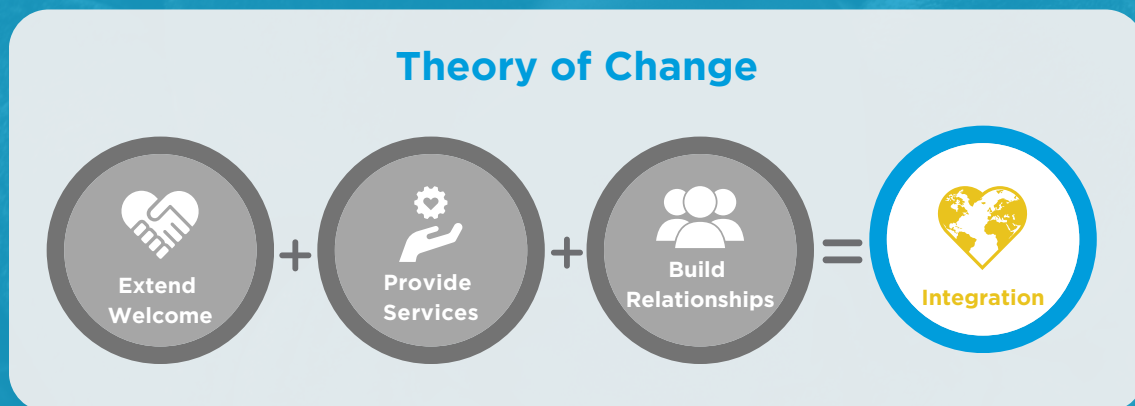 Theory of Change
Extend
Welcome
+
Provide
Services
+
Build
Relationships
=
Integration